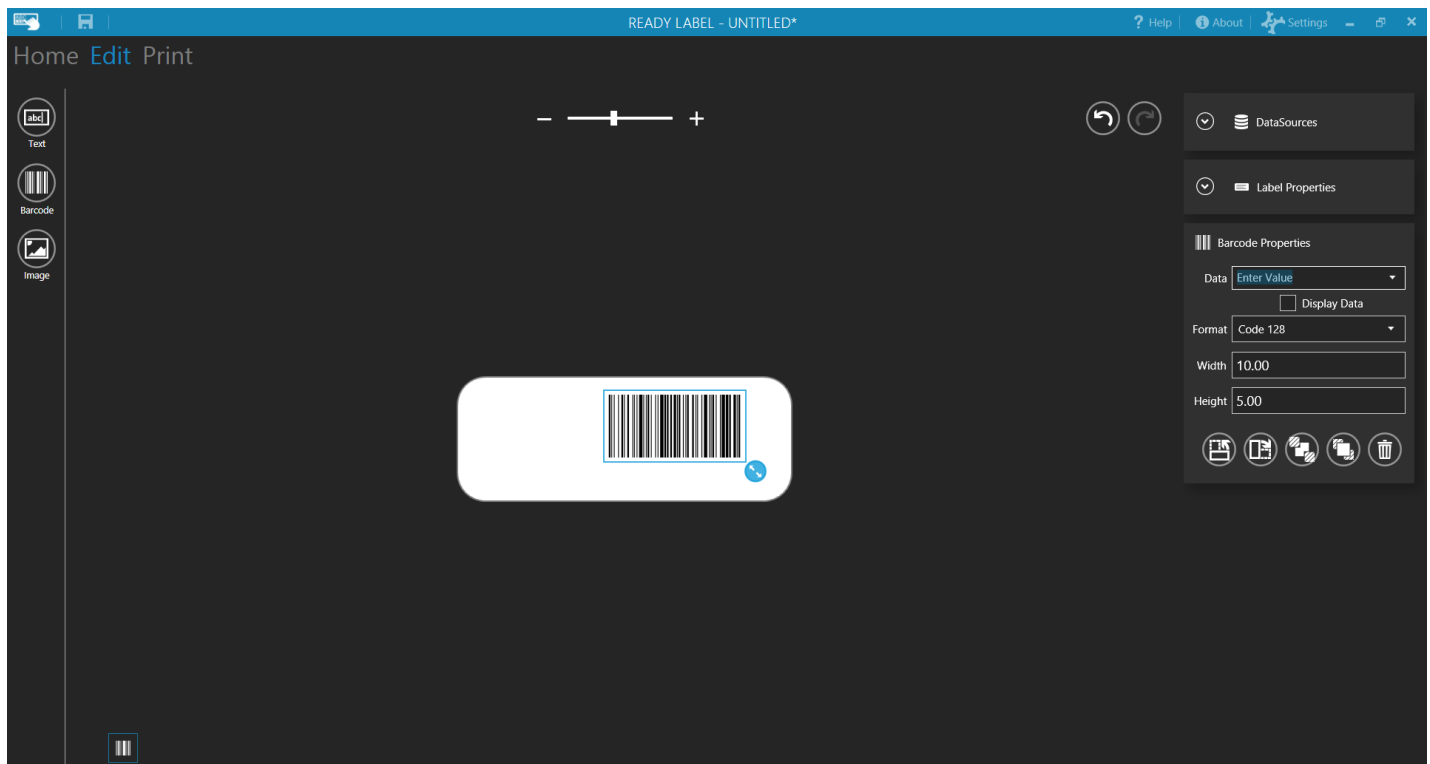 READY LABEL - UNTITLED*
? Help
About
Settings
Home Edit Print
abc
Text
Barcode
Image
DataSources
Label Properties
Barcode Properties
Data Enter Value
Display Data
Format Code 128
Width 10.00
Height 5.00